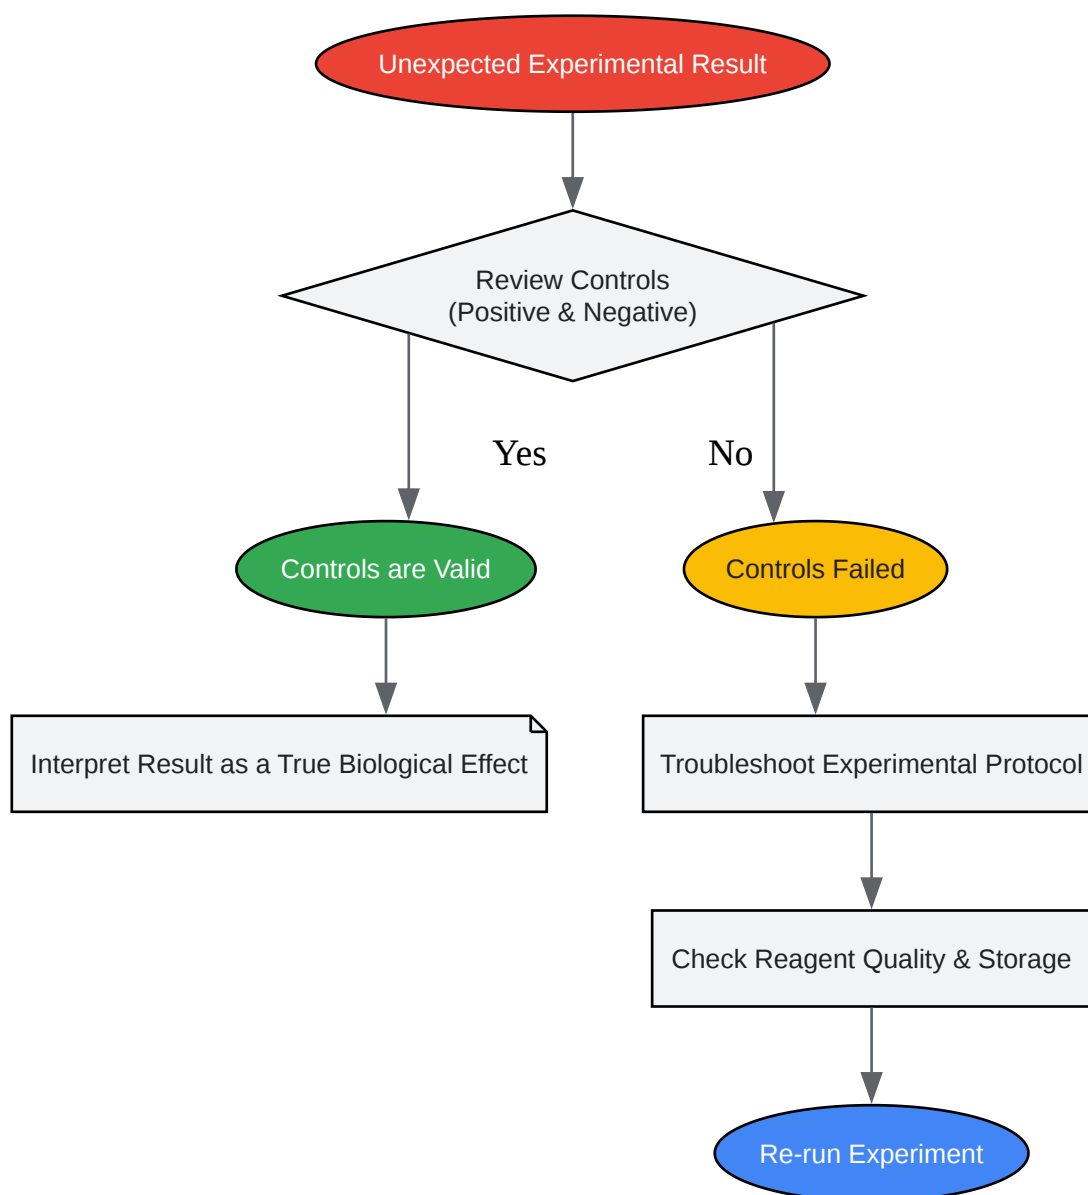 Unexpected Experimental Result
Review Controls
(Positive & Negative)
Yes
No
Controls are Valid
Controls Failed
Interpret Result as a True Biological Effect
Troubleshoot Experimental Protocol
Check Reagent Quality & Storage
Re-run Experiment